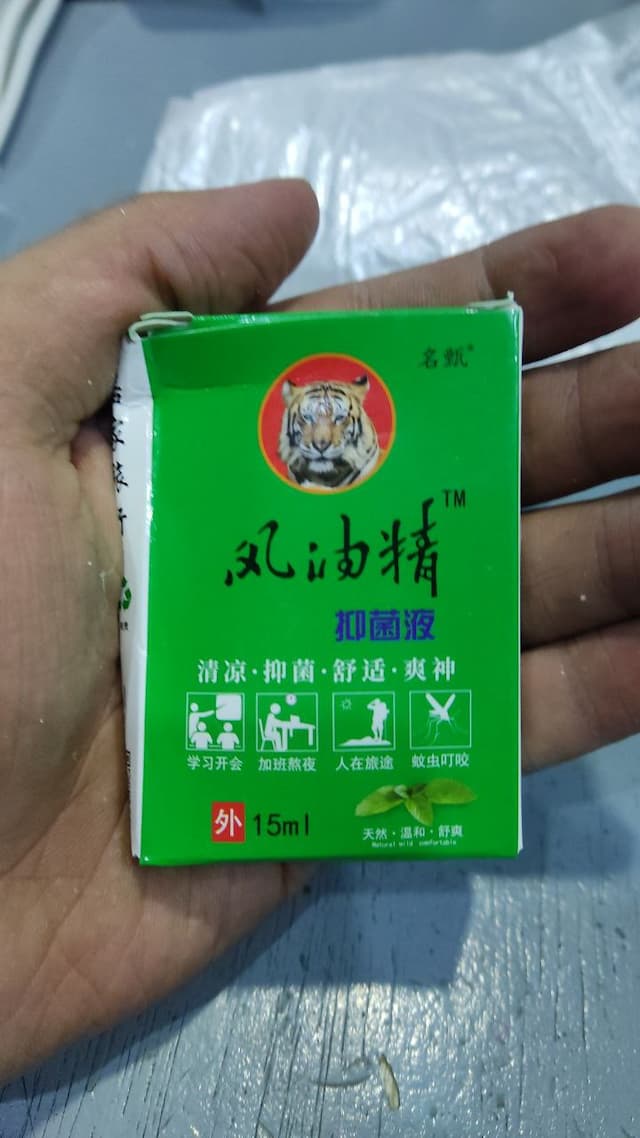 名甄®
风油精™
抑菌液
清凉·抑菌·舒适·爽神
学习开会 加班熬夜 人在旅途 蚊虫叮咬
外 15ml
天然·温和·舒爽
Natural mild comfortable